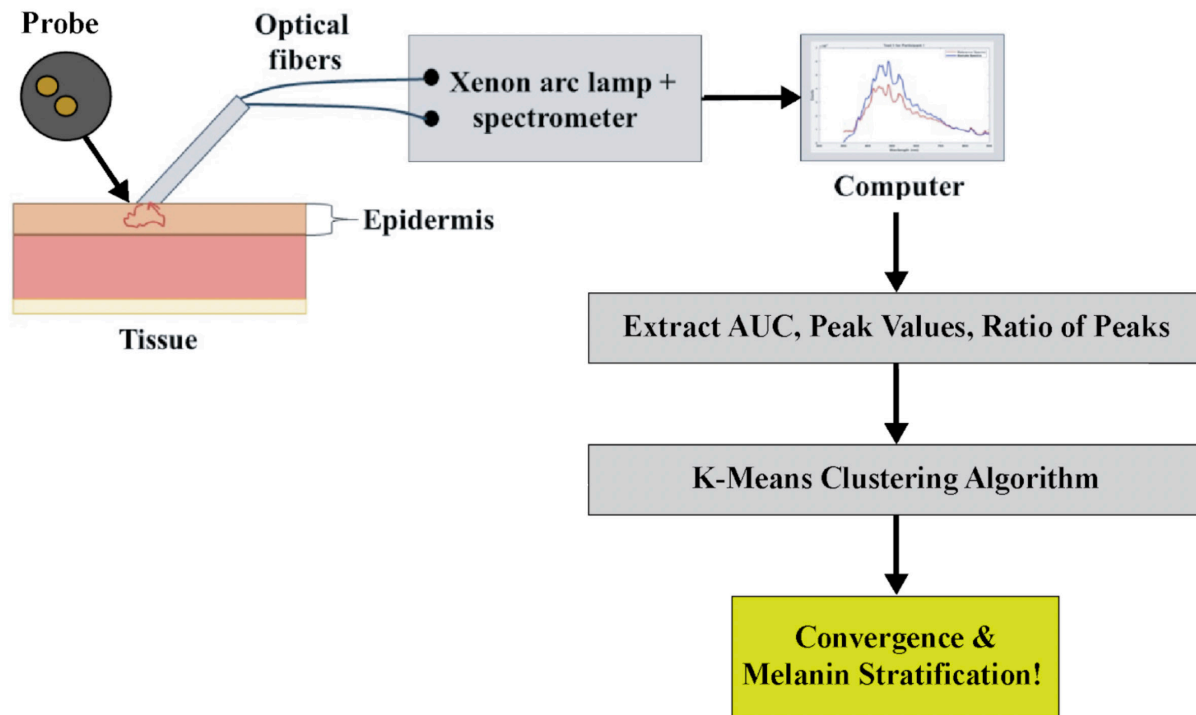 Probe
Optical
fibers
Xenon arc lamp +
spectrometer
Computer
Epidermis
Tissue
Extract AUC, Peak Values, Ratio of Peaks
K-Means Clustering Algorithm
Convergence &
Melanin Stratification!